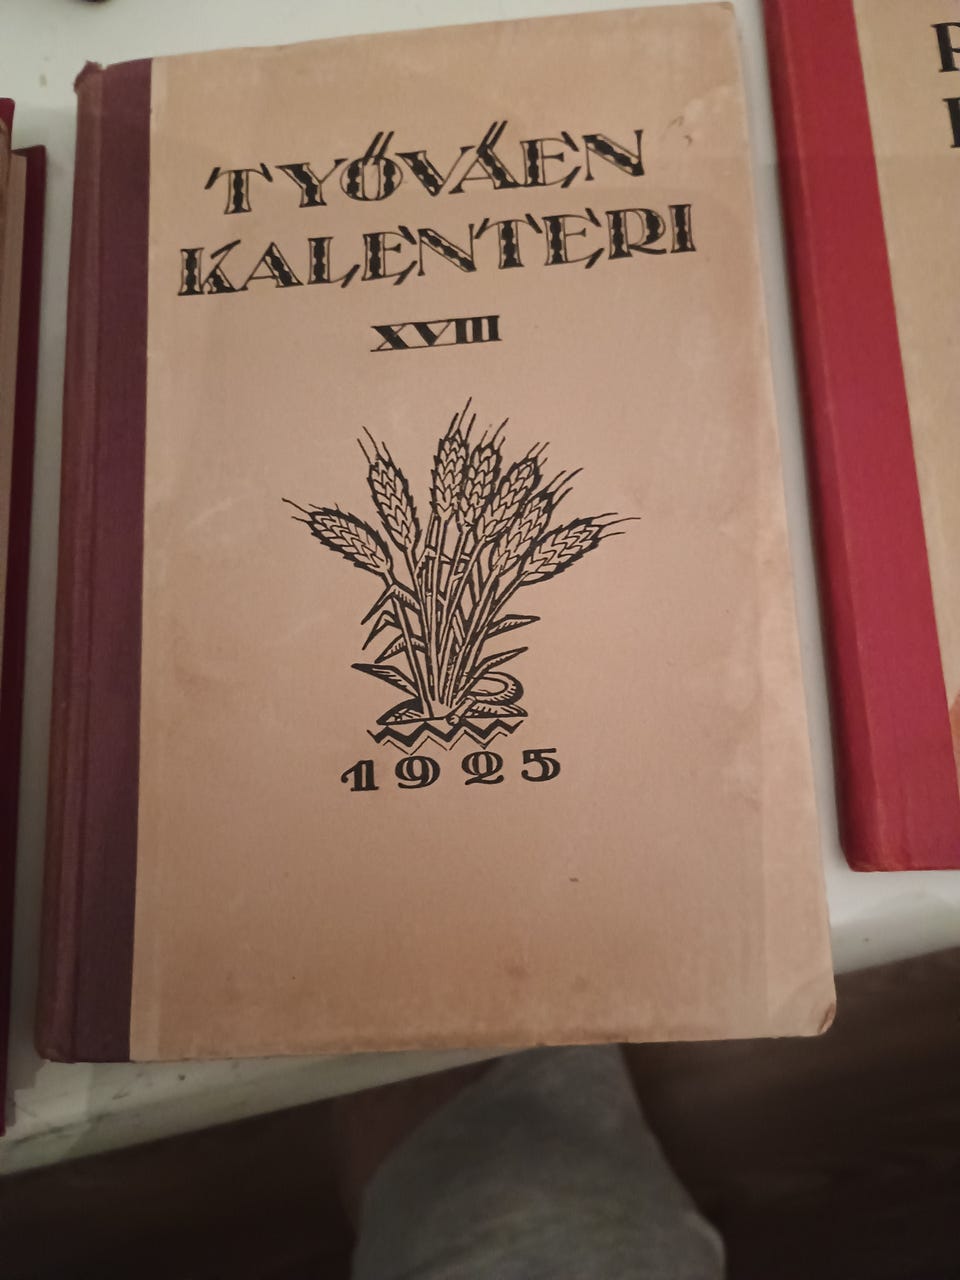 TYÖVÄEN
KALENTERI
XVIII
1925